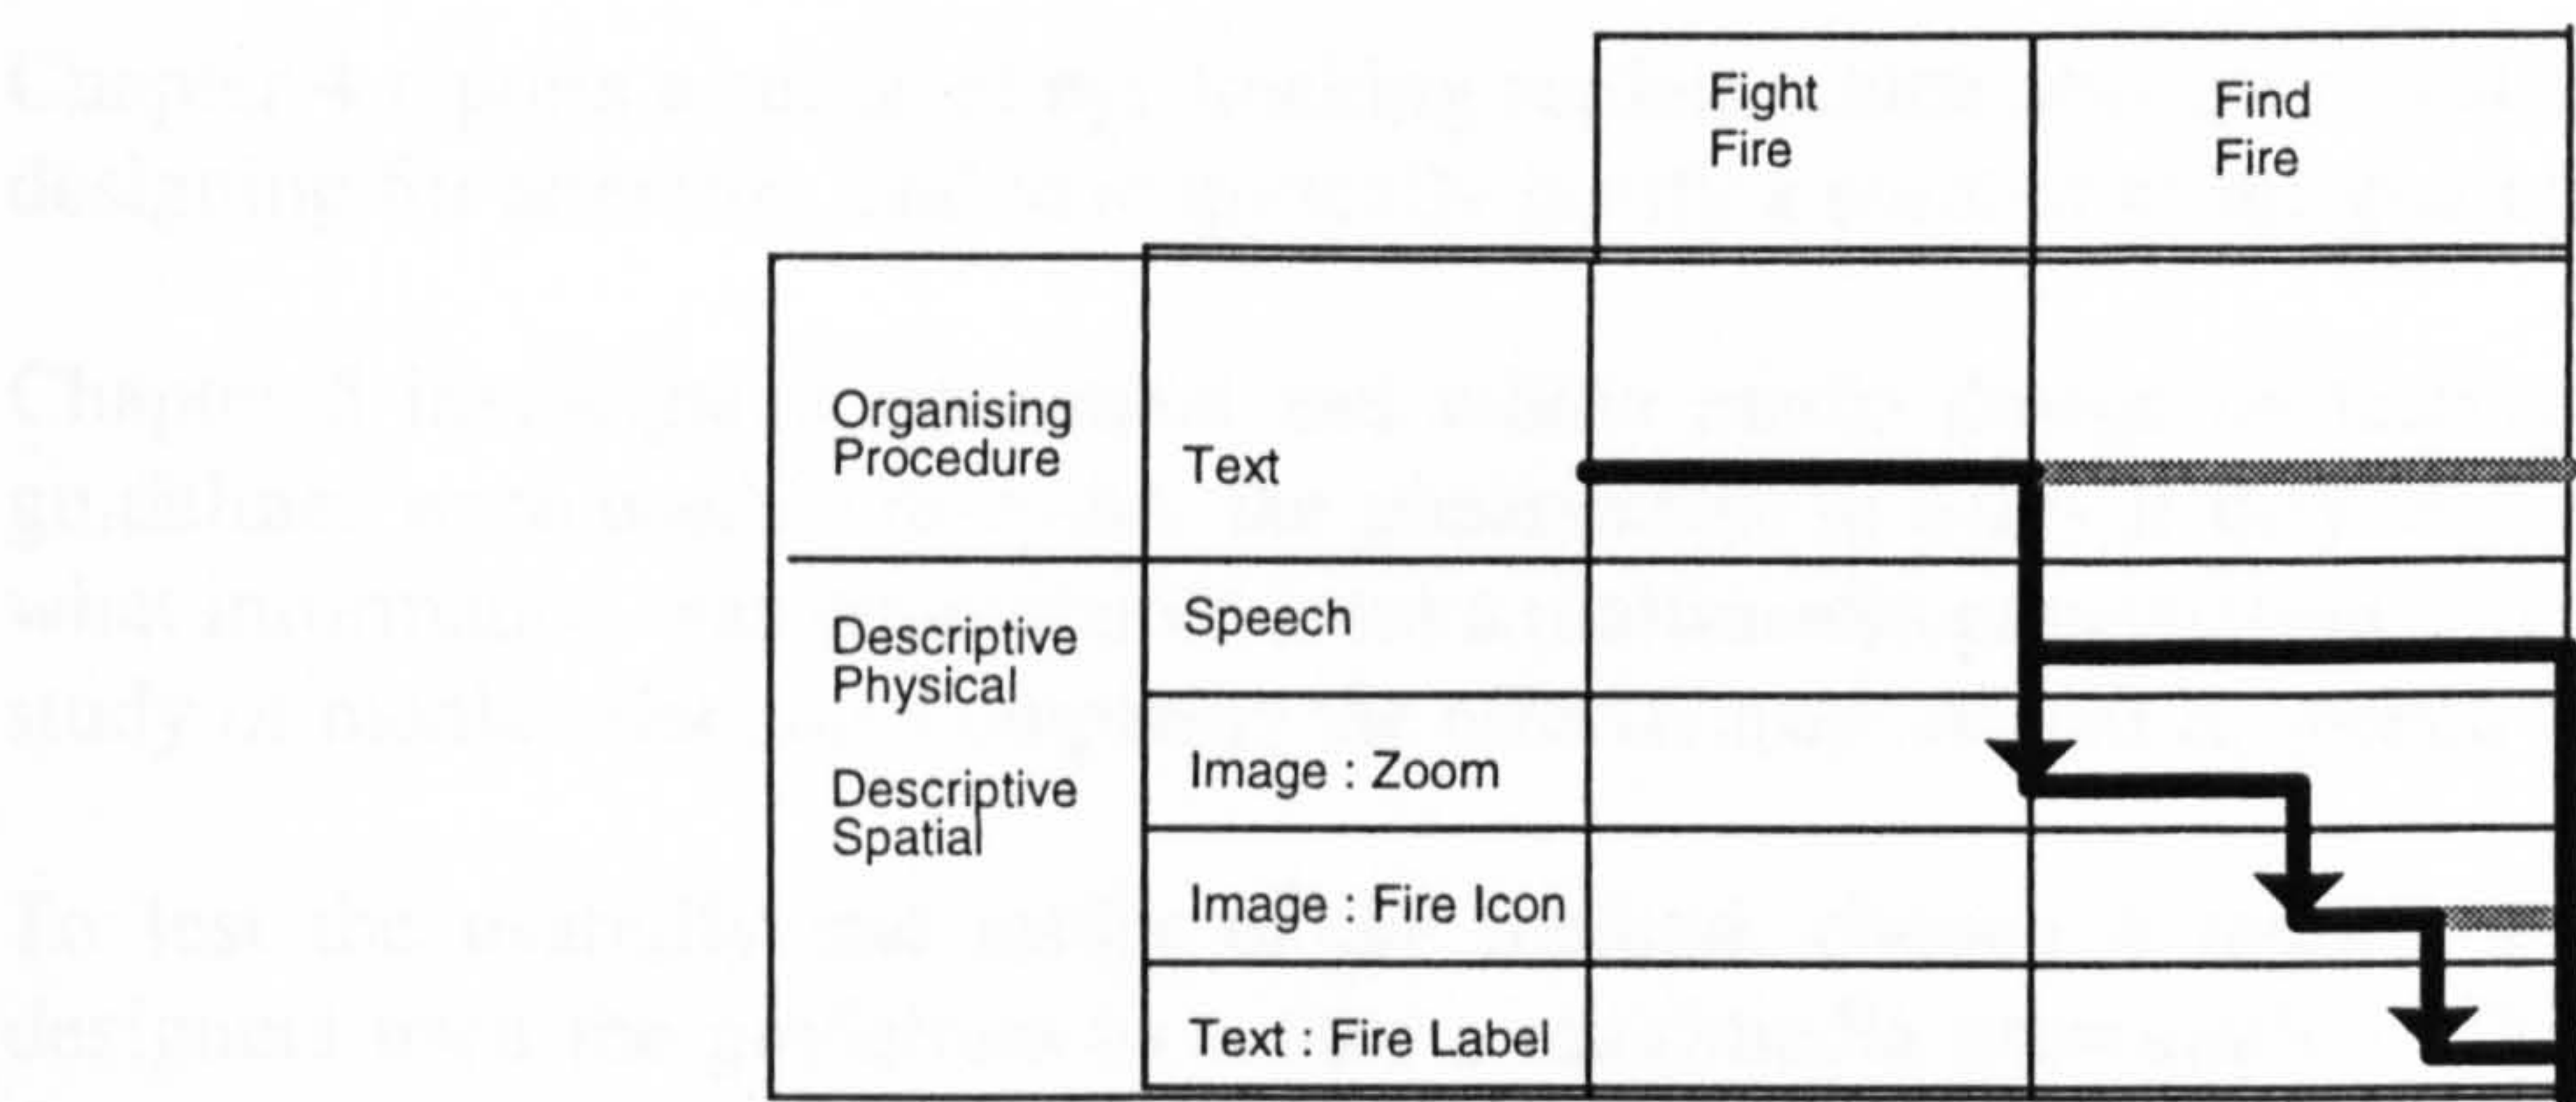 Fight
Fire
Find
Fire
Organising
Procedure
Text
Speech
Descriptive
Physical
Image : Zoom
Descriptive
Spatial
Image : Fire Icon
Text : Fire Label